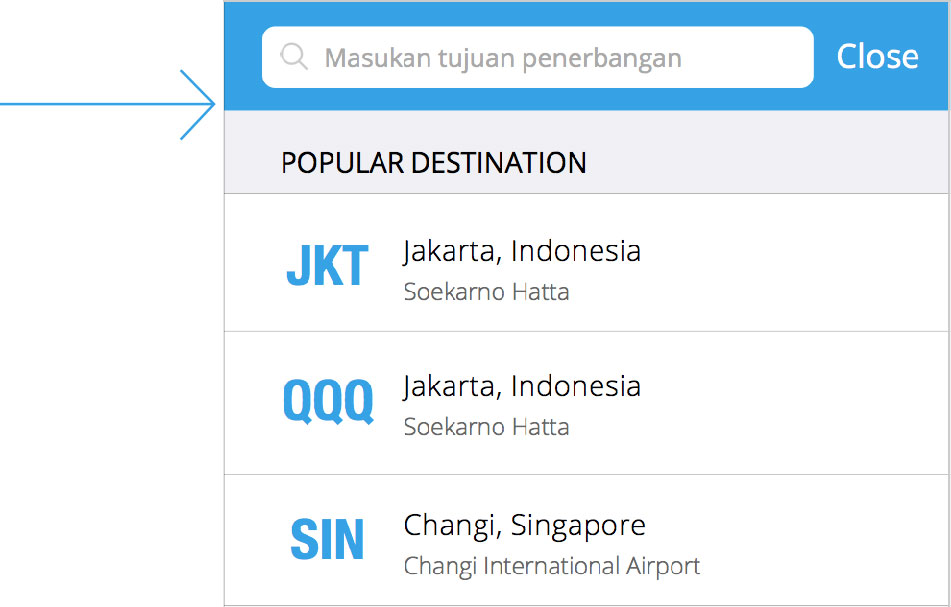 Masukan tujuan penerbangan
Close
POPULAR DESTINATION
JKT
Jakarta, Indonesia
Soekarno Hatta
QQQ
Jakarta, Indonesia
Soekarno Hatta
SIN
Changi, Singapore
Changi International Airport